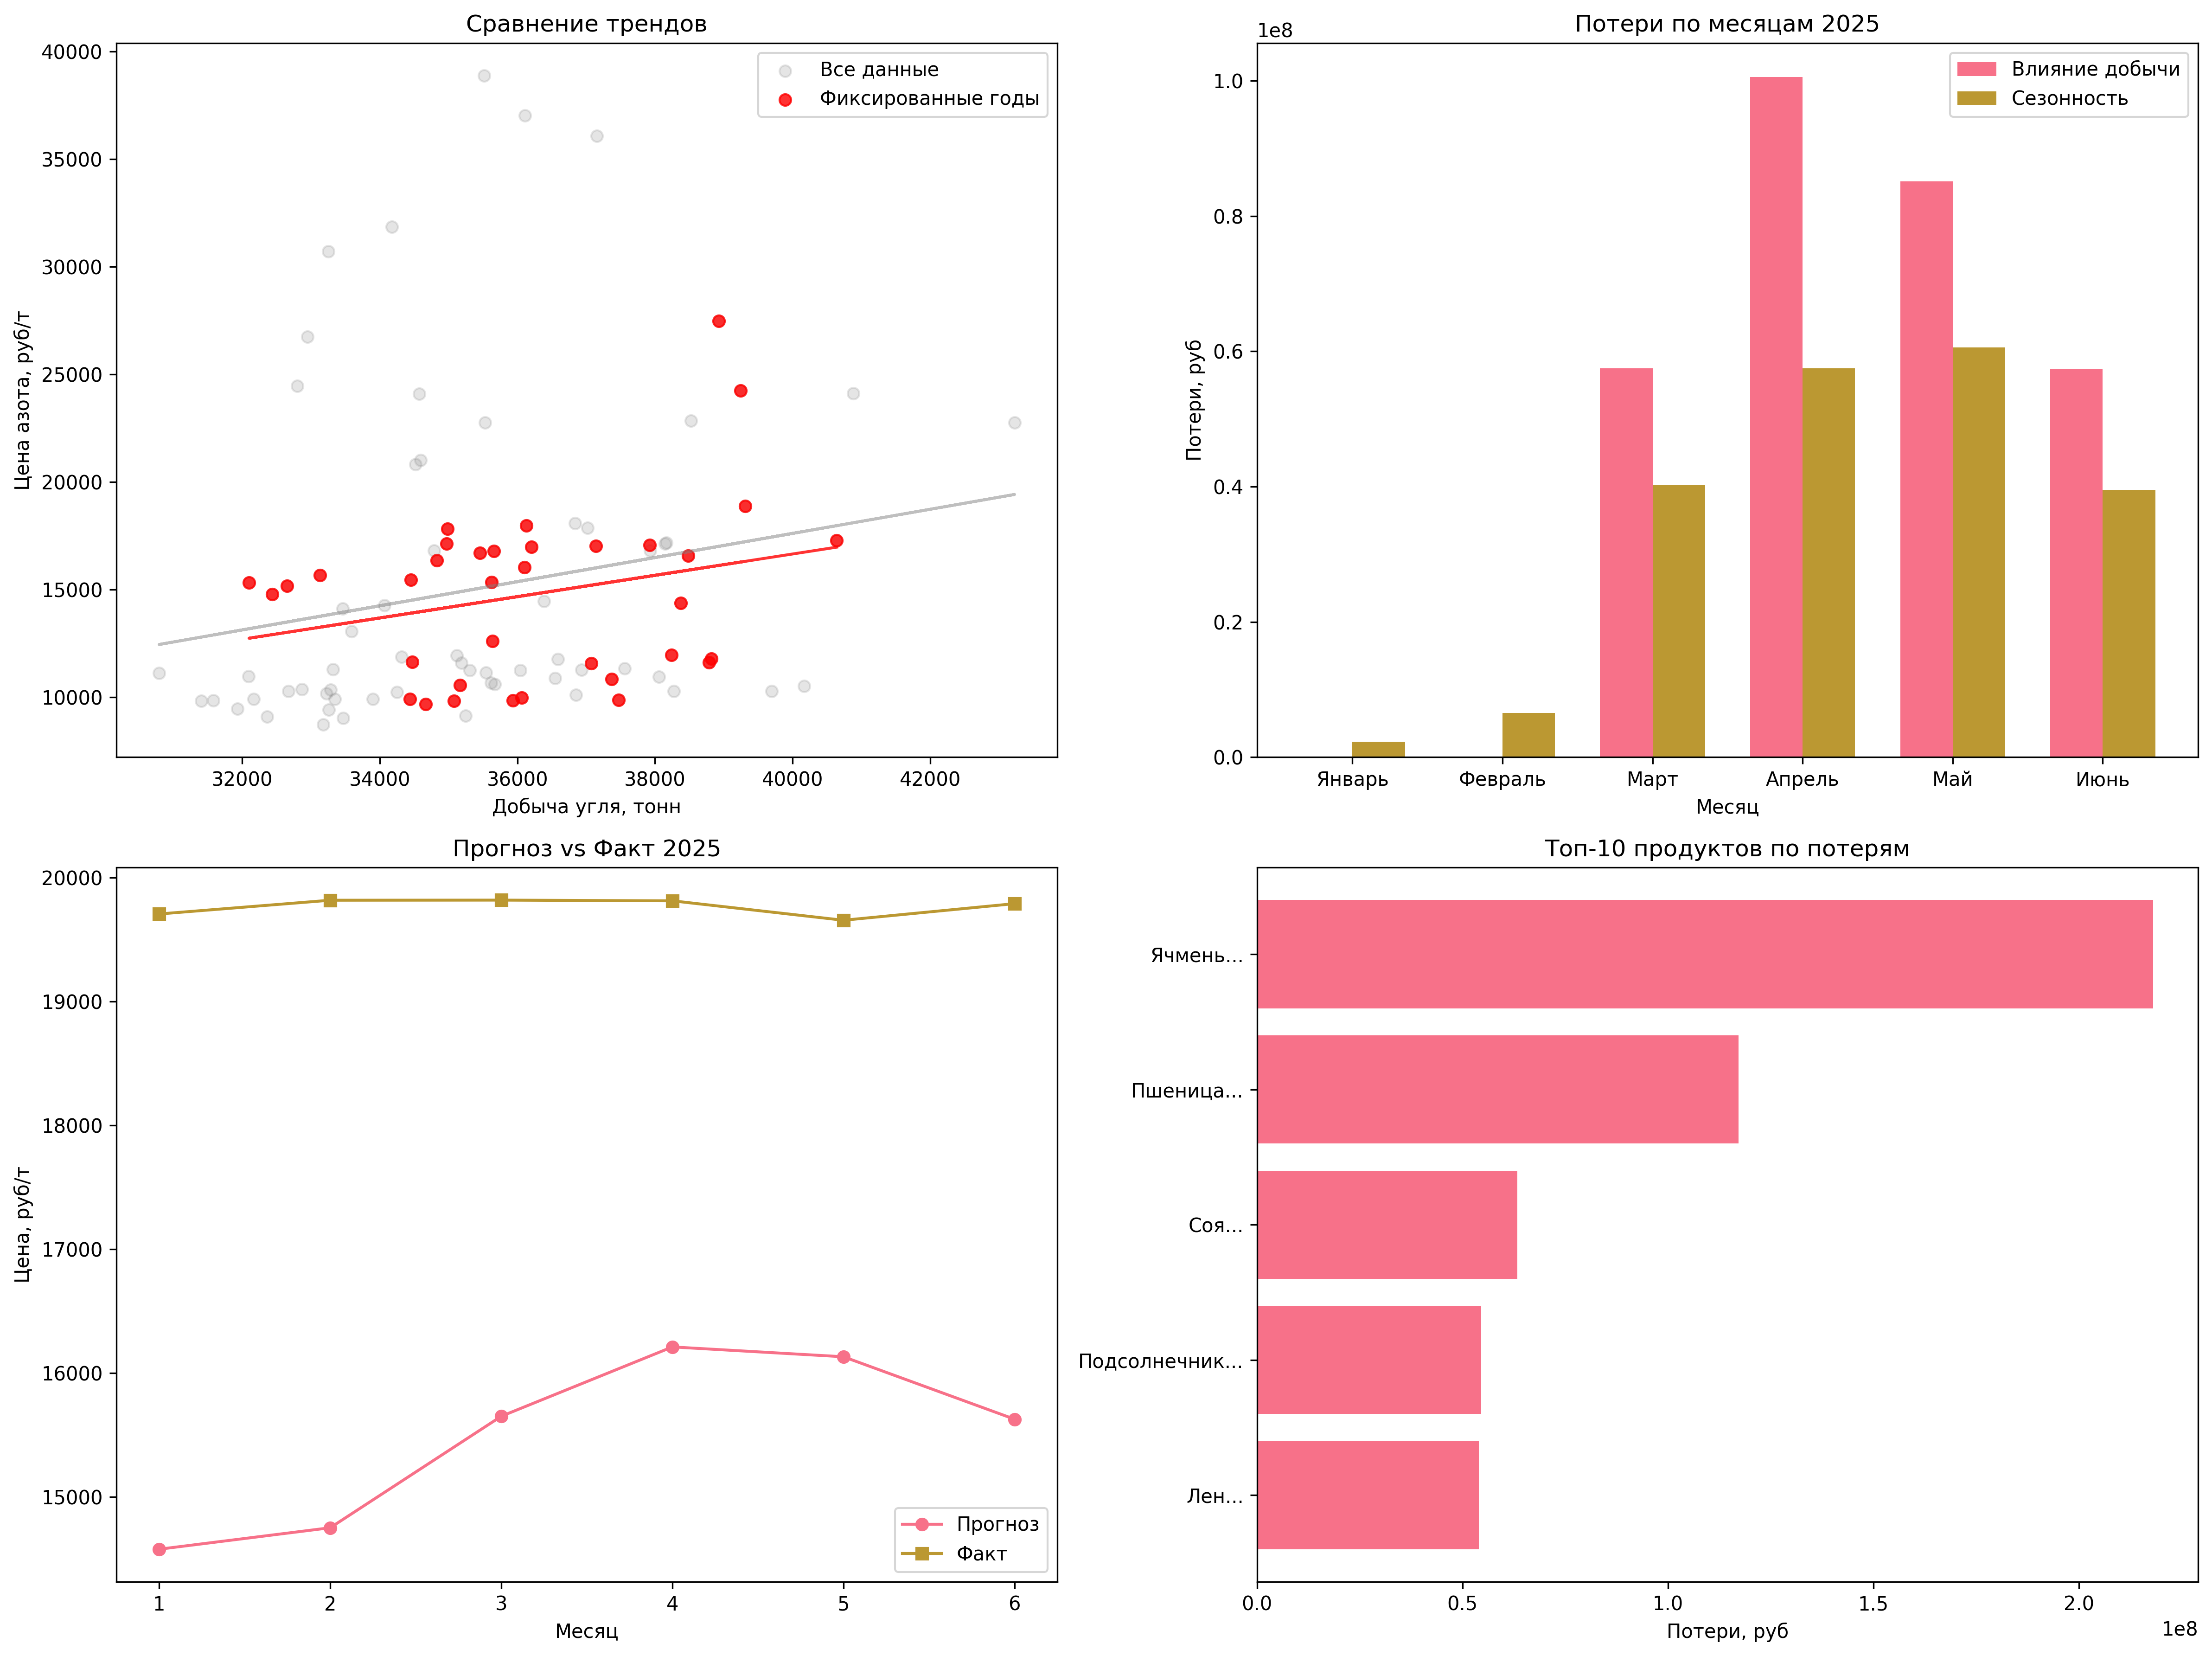 Сравнение трендов
40000
35000
30000
25000
20000
15000
10000
Цена азота, руб/т
Все данные
Фиксированные годы
32000 34000 36000 38000 40000 42000
Добыча угля, тонн
Потери по месяцам 2025
1e8
1.0
0.8
0.6
0.4
0.2
0.0
Потери, руб
Влияние добычи
Сезонность
Январь Февраль Март Апрель Май Июнь
Месяц
Прогноз vs Факт 2025
20000
19000
18000
17000
16000
15000
Цена, руб/т
Прогноз
Факт
1 2 3 4 5 6
Месяц
Топ-10 продуктов по потерям
Ячмень...
Пшеница...
Соя...
Подсолнечник...
Лен...
0.0 0.5 1.0 1.5 2.0
Потери, руб
1e8